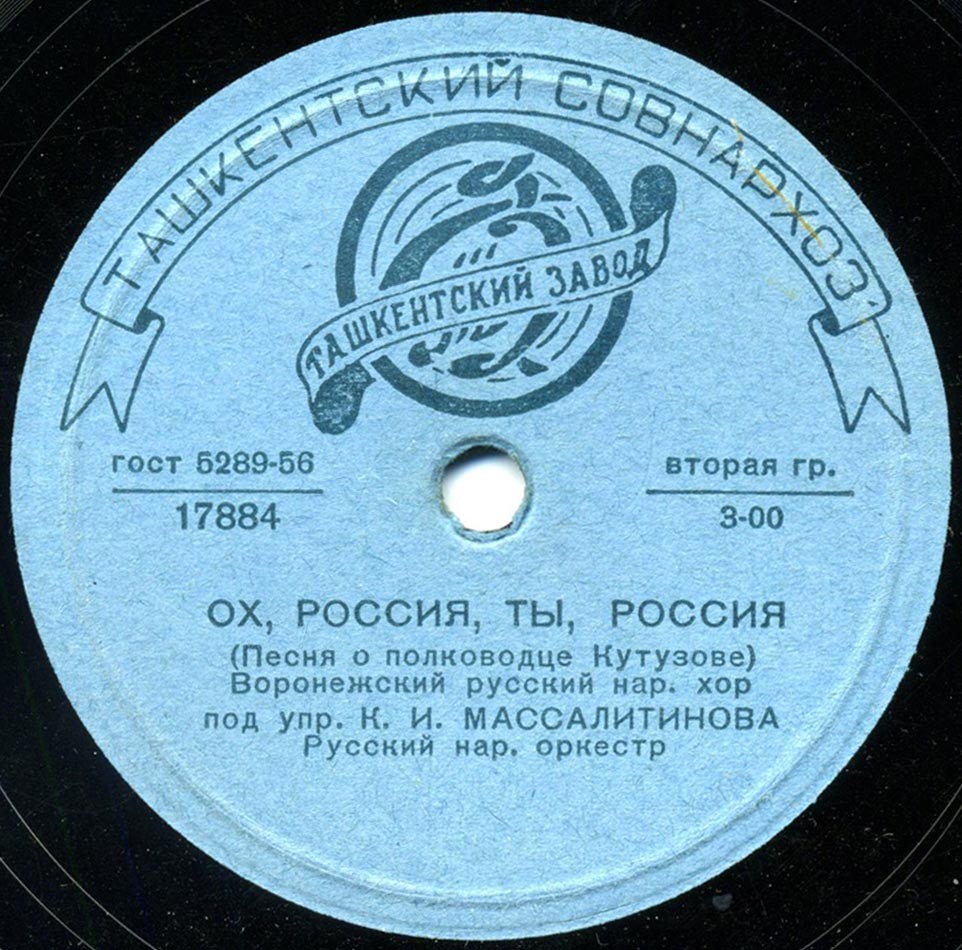 ТАШКЕНТСКИЙ СОВНАРХОЗ
ТАШКЕНТСКИЙ ЗАВОД
гост 5289-56
17884
вторая гр.
3-00
ОХ, РОССИЯ, ТЫ, РОССИЯ
(Песня о полководце Кутузове)
Воронежский русский нар. хор
под упр. К. И. МАССАЛИТИНОВА
Русский нар. оркестр